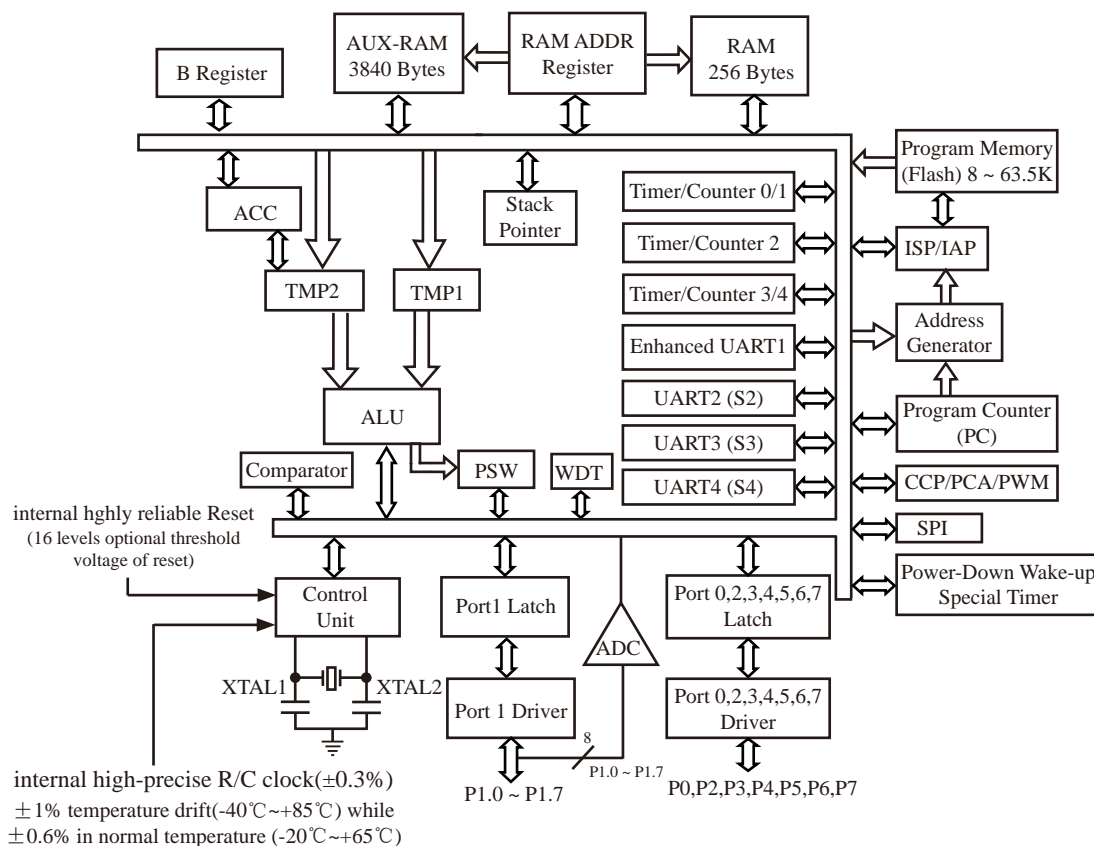 AUX-RAM
3840 Bytes
RAM ADDR
Register
RAM
256 Bytes
B Register
Program Memory
(Flash) 8 ~ 63.5K
ACC
Stack
Pointer
Timer/Counter 0/1
Timer/Counter 2
ISP/IAP
TMP2
TMP1
Timer/Counter 3/4
Address
Generator
Enhanced UART1
ALU
UART2 (S2)
Program Counter
(PC)
UART3 (S3)
Comparator
PSW
WDT
UART4 (S4)
CCP/PCA/PWM
internal hghly reliable Reset
(16 levels optional threshold
voltage of reset)
SPI
Control
Unit
Port1 Latch
ADC
Port 0,2,3,4,5,6,7
Latch
Power-Down Wake-up
Special Timer
XTAL1
XTAL2
Port 1 Driver
Port 0,2,3,4,5,6,7
Driver
8
P1.0 ~ P1.7
P1.0 ~ P1.7
P0,P2,P3,P4,P5,P6,P7
internal high-precise R/C clock(±0.3%)
±1% temperature drift(-40℃~+85℃) while
±0.6% in normal temperature (-20℃~+65℃)